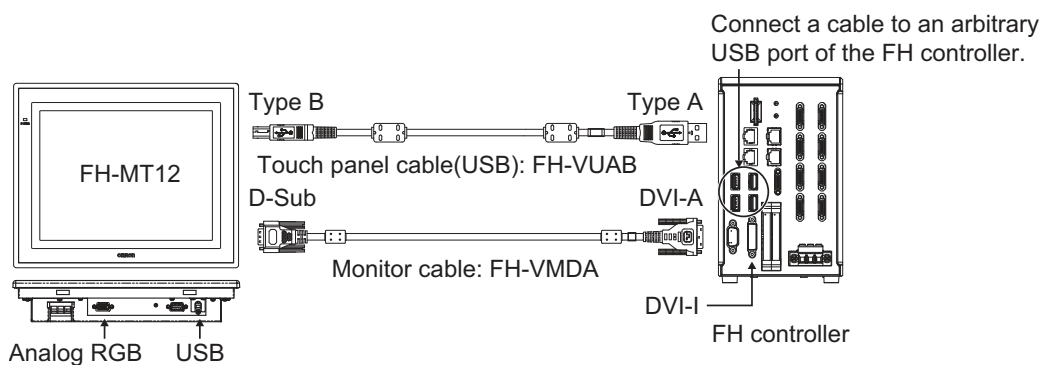 Connect a cable to an arbitrary
USB port of the FH controller.
Type B
Type A
FH-MT12
Touch panel cable(USB): FH-VUAB
D-Sub
DVI-A
OMRON
Monitor cable: FH-VMDA
DVI-I
FH controller
Analog RGB
USB